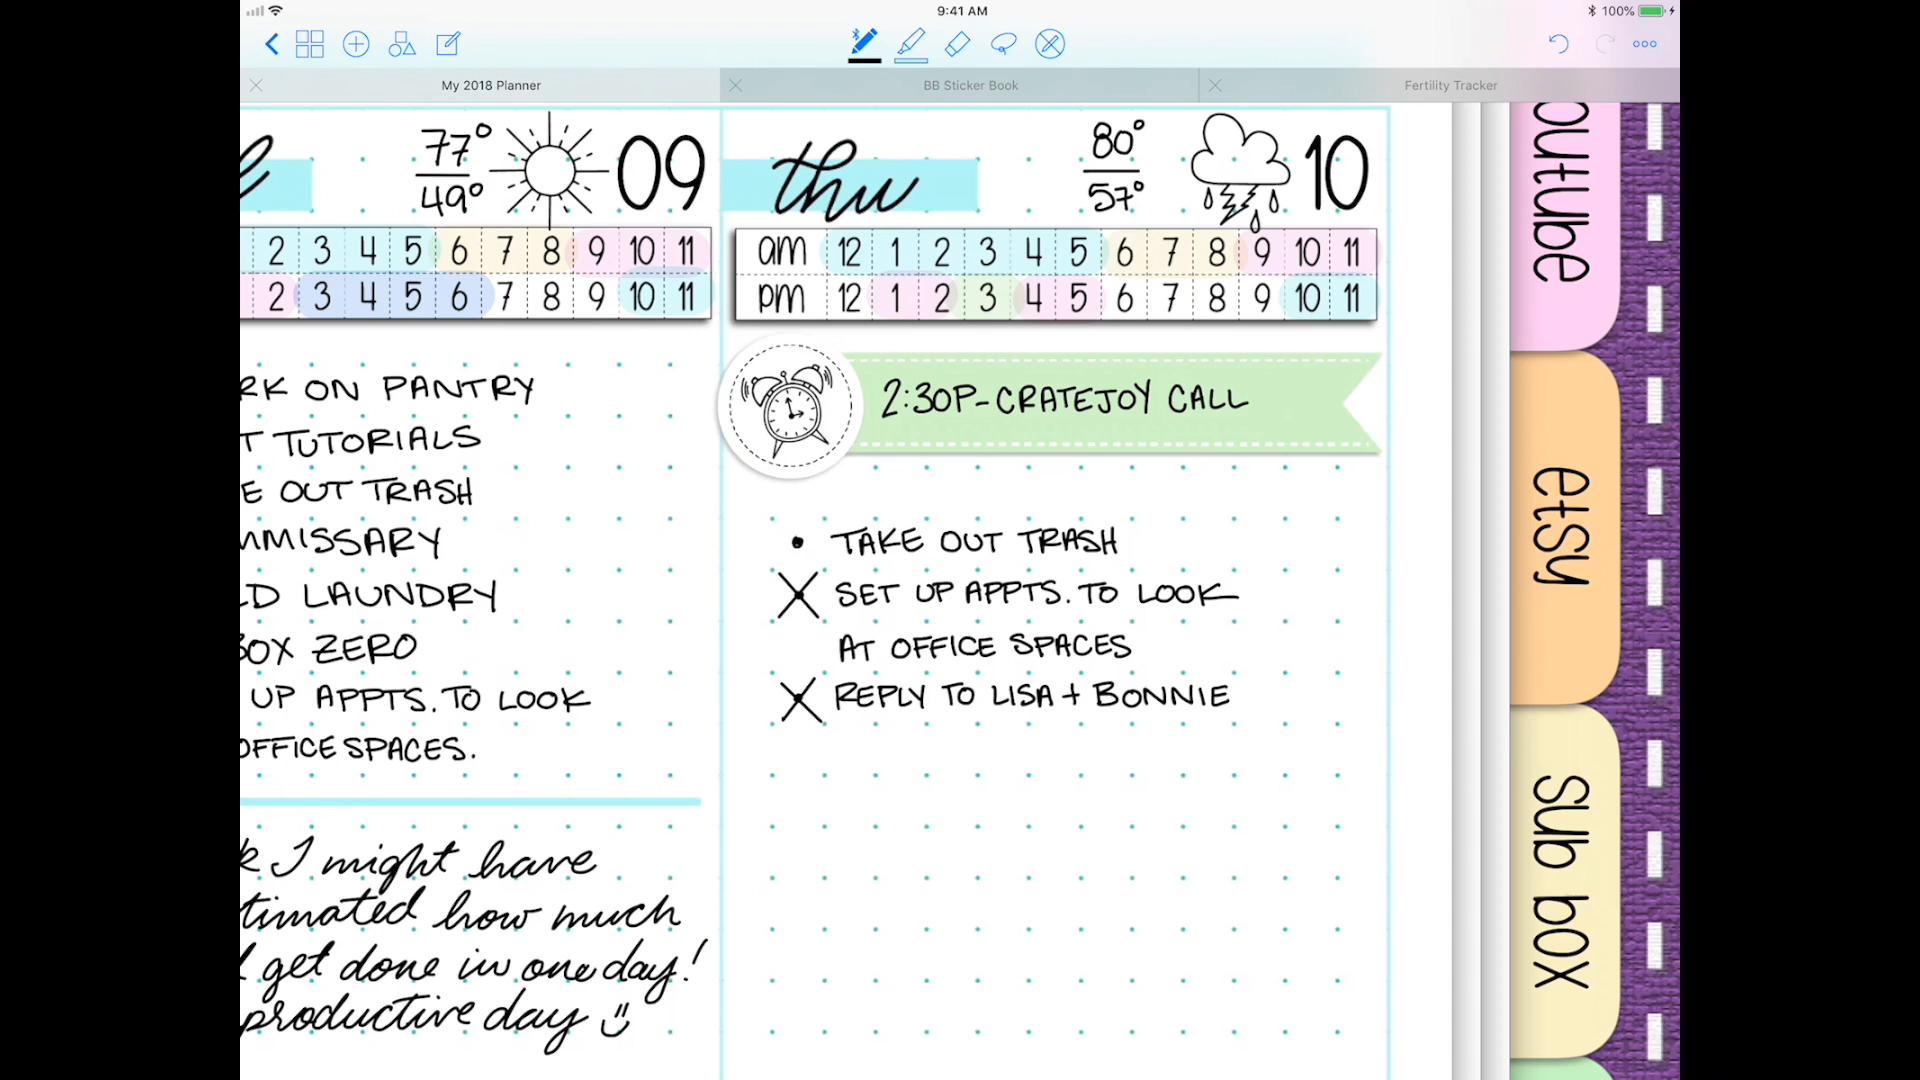 9:41 AM
100%
My 2018 Planner
BB Sticker Book
Fertility Tracker
77°
49°
09
2 3 4 5 6 7 8 9 10 11
2 3 4 5 6 7 8 9 10 11
ON PANTRY
TUTORIALS
OUT TRASH
LAUNDRY
ZERO
UP APPTS. TO LOOK
OFFICE SPACES.
I might have
how much
get done in one day!
productive day
thu
80°
57°
10
am 12 1 2 3 4 5 6 7 8 9 10 11
pm 12 1 2 3 4 5 6 7 8 9 10 11
2:30P-CRATEJOY CALL
• TAKE OUT TRASH
SET UP APPTS. TO LOOK
AT OFFICE SPACES
REPLY TO LISA + BONNIE
outube
etsy
sub box